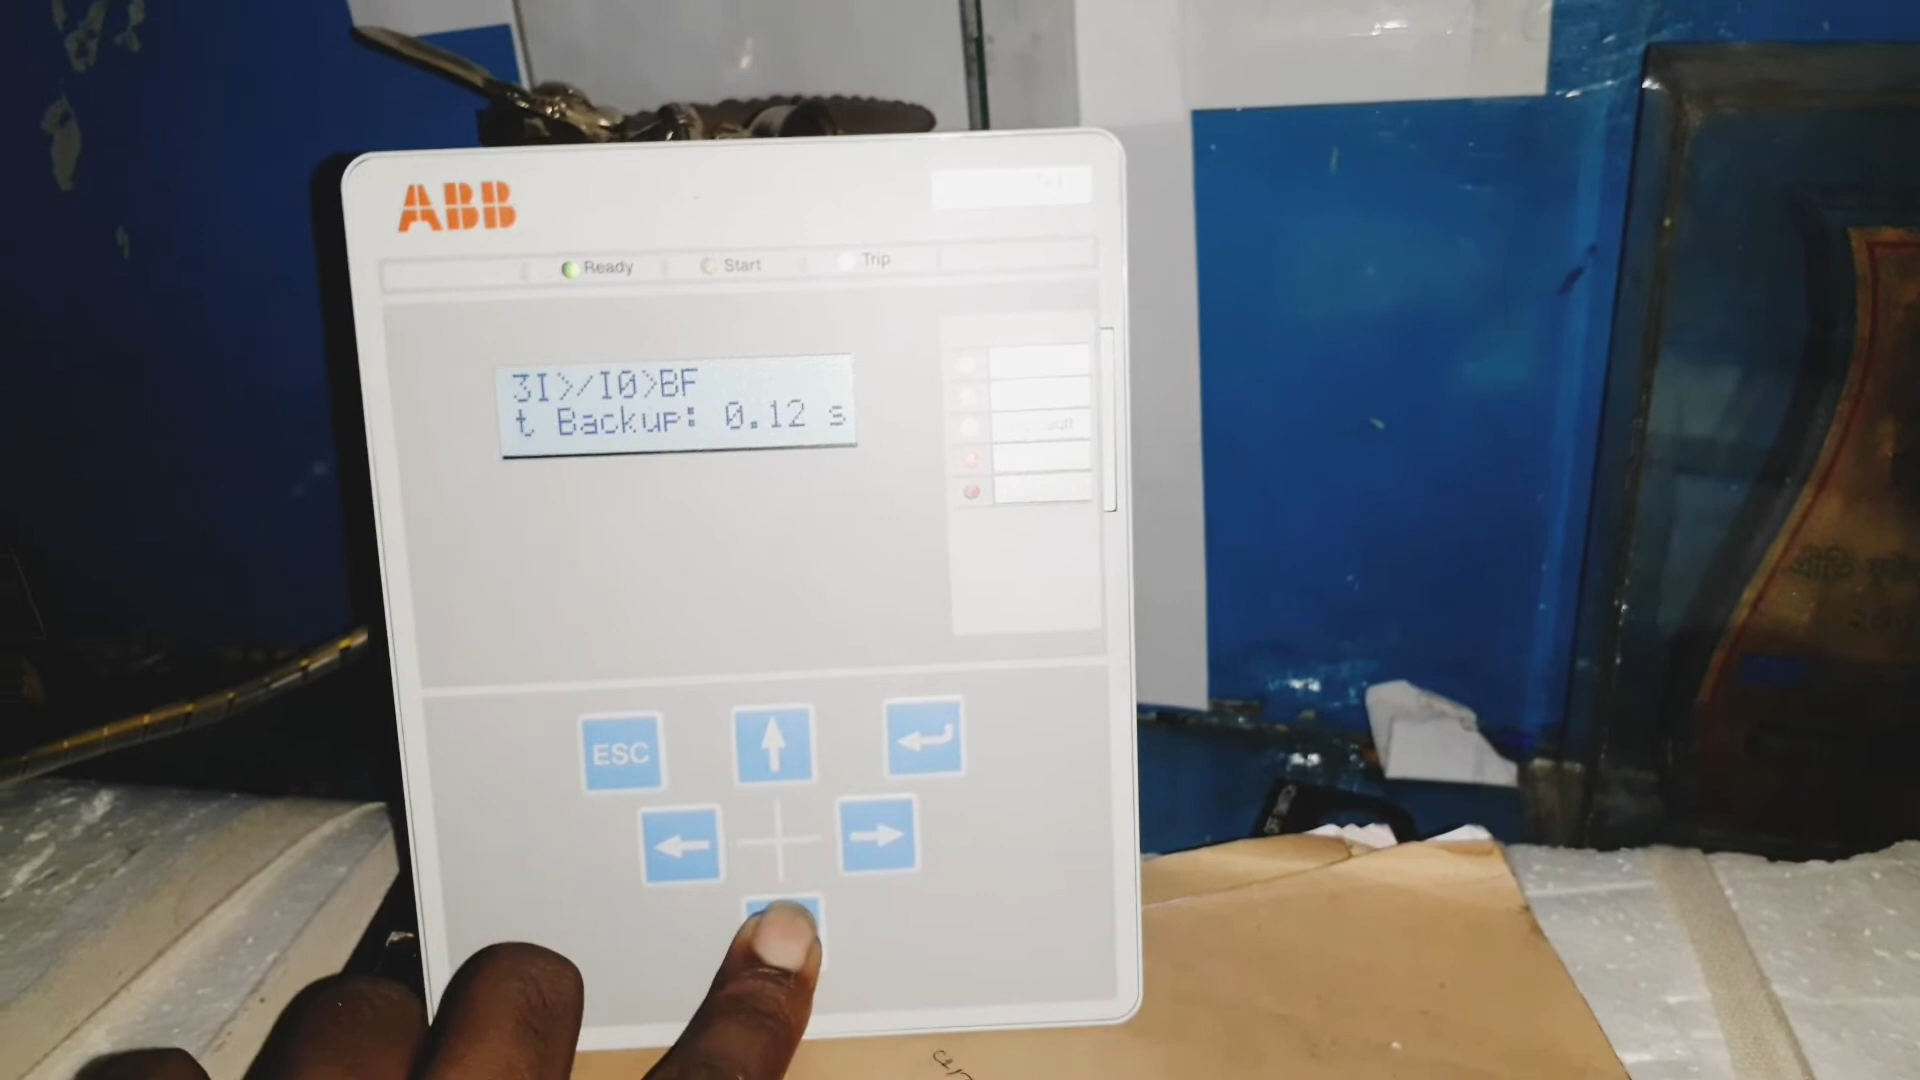 ABB
Ready
Start
Trip
3I>/I0>BF
t Backup: 0.12 s
ESC